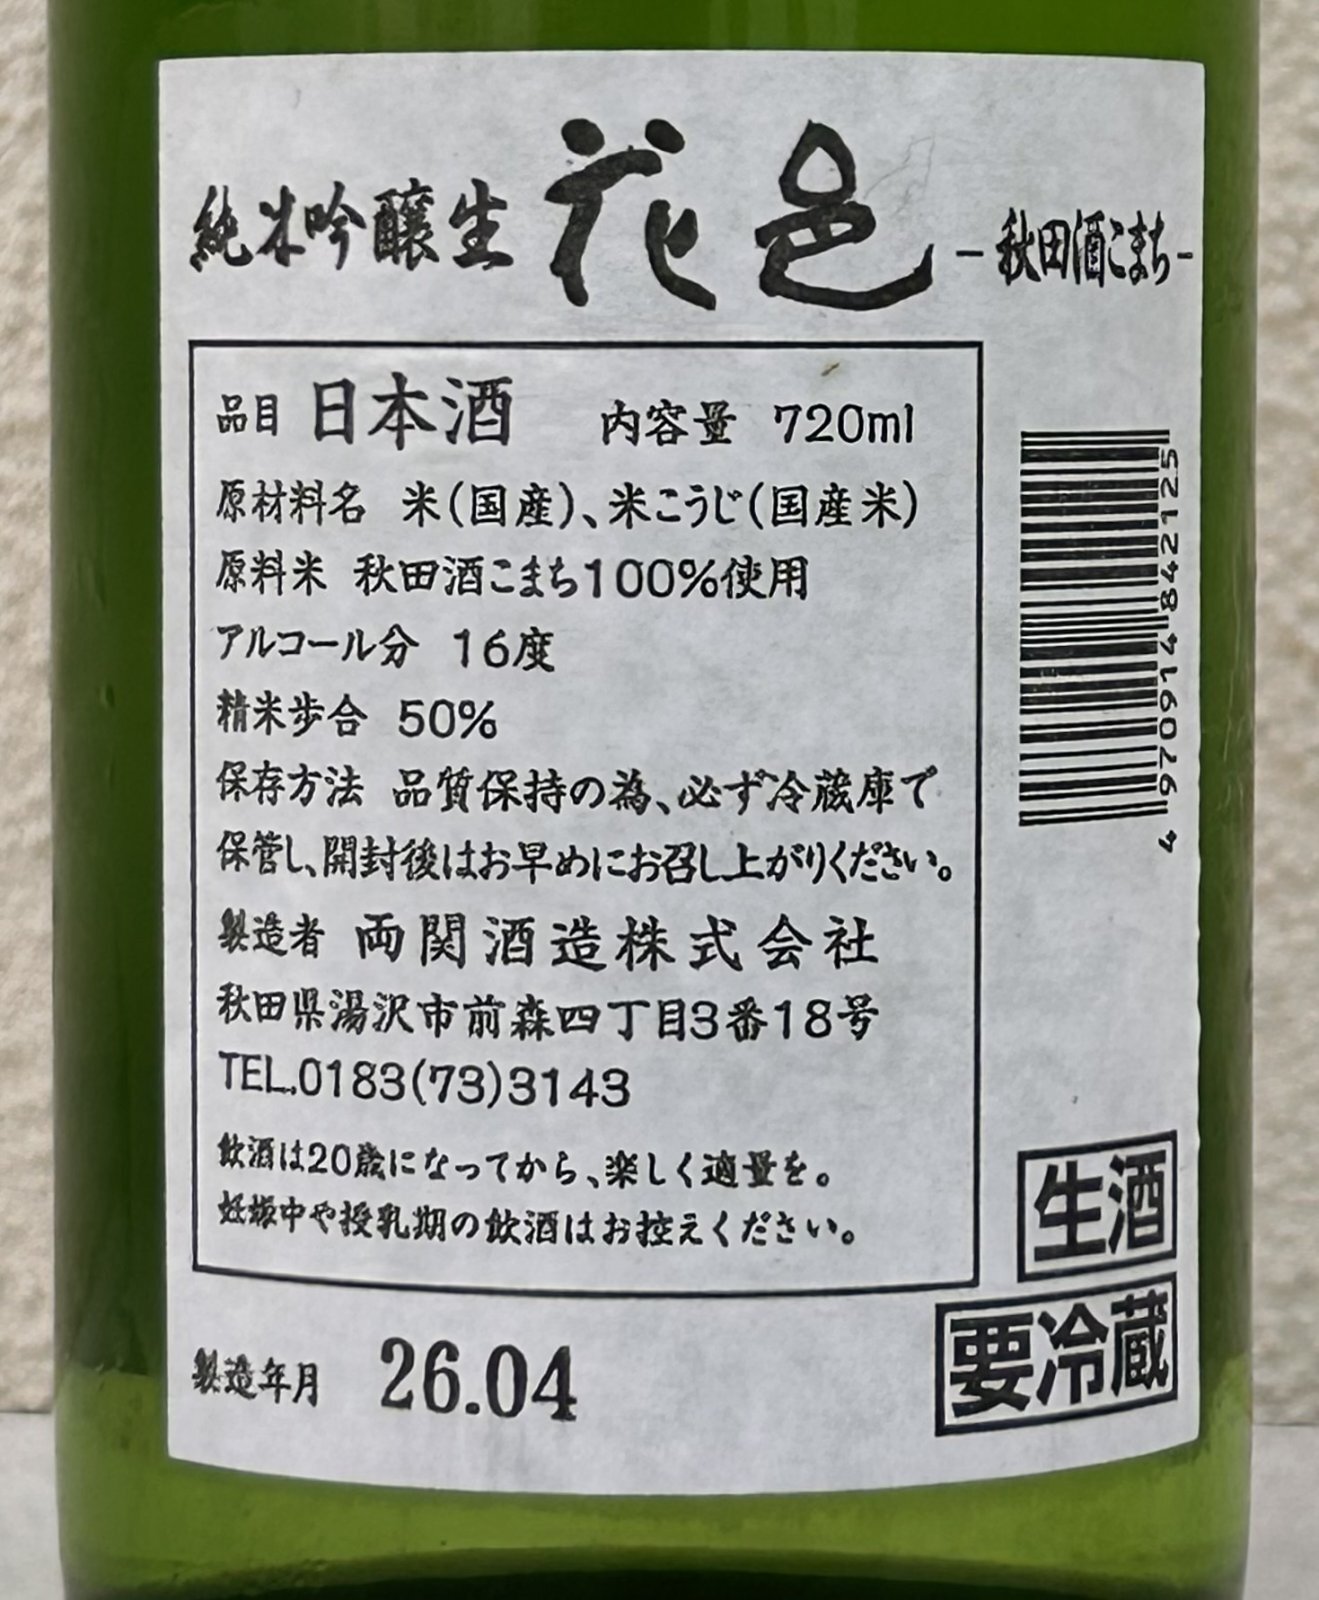 純米吟醸生 花邑 -秋田酒こまち-
品目 日本酒 内容量 720ml
原材料名 米(国産)、米こうじ(国産米)
原料米 秋田酒こまち100%使用
アルコール分 16度
精米歩合 50%
保存方法 品質保持の為、必ず冷蔵庫で
保管し、開封後はお早めにお召し上がりください。
製造者 両関酒造株式会社
秋田県湯沢市前森四丁目3番18号
TEL.0183(73)3143
飲酒は20歳になってから、楽しく適量を。
妊娠中や授乳期の飲酒はお控えください。
4970914842125
生酒
要冷蔵
製造年月 26.04